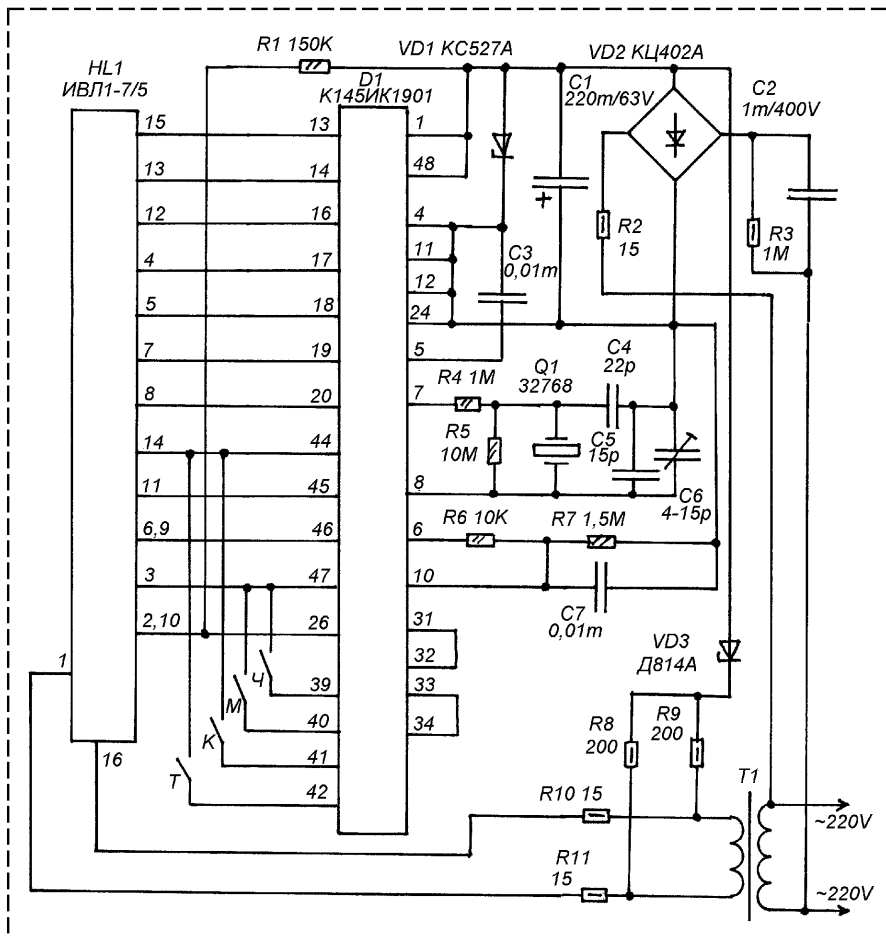 R1 150K
VD1 КС527А
VD2 КЦ402А
HL1
ИВЛ1-7/5
D1
К145ИК1901
C1
220m/63V
C2
1m/400V
15
13
1
13
14
48
12
16
4
R2
15
R3
1M
4
17
11
C3
0,01m
12
5
18
24
7
19
5
C4
22p
Q1
32768
8
20
7
R4 1M
14
44
R5
10M
C5
15p
11
45
8
C6
4-15p
6,9
46
6
R6 10K
R7 1,5M
3
47
10
C7
0,01m
2,10
26
31
1
32
VD3
Д814А
Ч
39
33
М
40
34
К
41
R8
200
R9
200
16
Т
42
T1
R10 15
~220V
R11
15
~220V
+